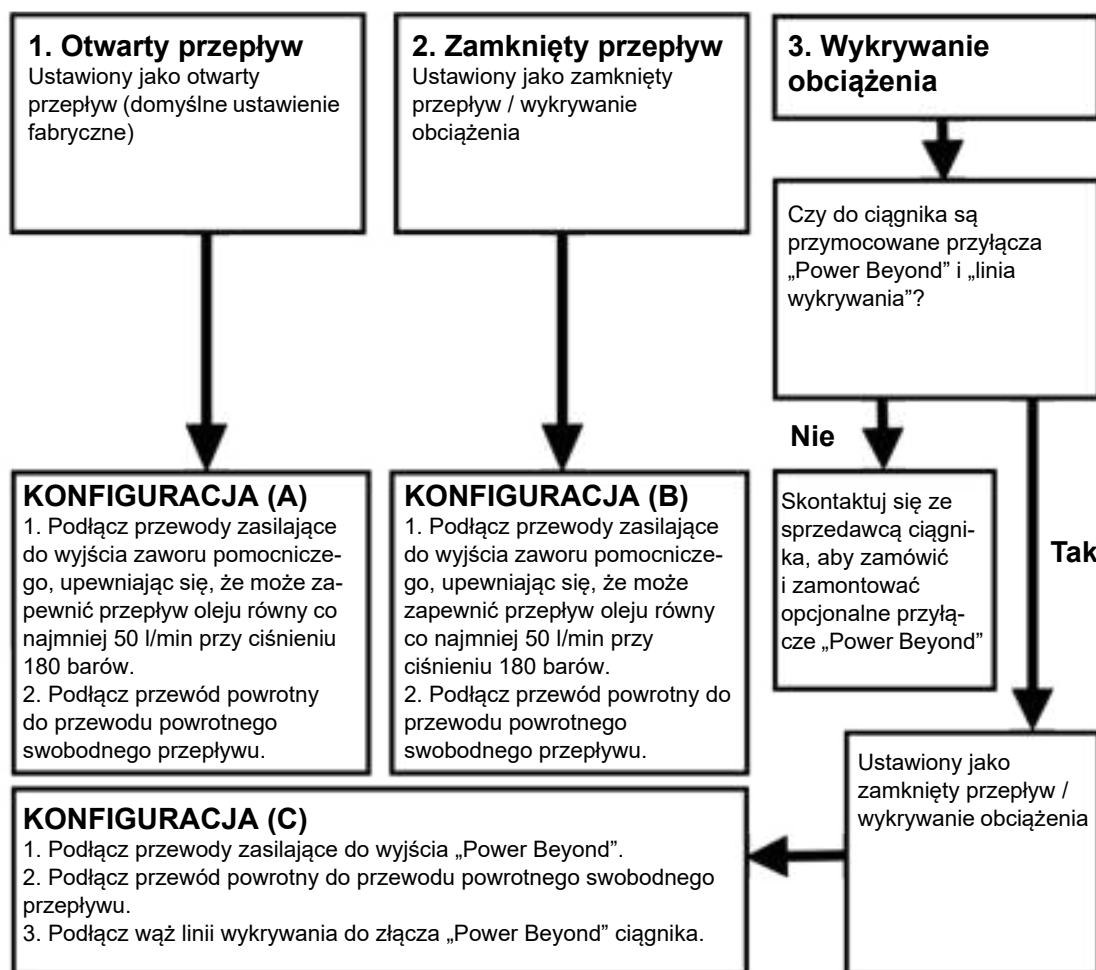 1. Otwarty przepływ
Ustawiony jako otwarty
przepływ (domyślne ustawienie
fabryczne)
2. Zamknięty przepływ
Ustawiony jako zamknięty
przepływ / wykrywanie
obciążenia
3. Wykrywanie
obciążenia
Czy do ciągnika są
przymocowane przyłącza
„Power Beyond” i „linia
wykrywania”?
Nie
Tak
KONFIGURACJA (A)
1. Podłącz przewody zasilające
do wyjścia zaworu pomocnicze-
go, upewniając się, że może za-
pewnić przepływ oleju równy co
najmniej 50 l/min przy ciśnieniu
180 barów.
2. Podłącz przewód powrotny
do przewodu powrotnego
swobodnego przepływu.
KONFIGURACJA (B)
1. Podłącz przewody zasilające
do wyjścia zaworu pomocnicze-
go, upewniając się, że może
zapewnić przepływ oleju równy
co najmniej 50 l/min przy
ciśnieniu 180 barów.
2. Podłącz przewód powrotny do
przewodu powrotnego
swobodnego przepływu.
Skontaktuj się ze
sprzedawcą ciągni-
ka, aby zamówić
i zamontować
opcjonalne przyłą-
cze „Power Beyond”
Ustawiony jako
zamknięty przepływ /
wykrywanie obciążenia
KONFIGURACJA (C)
1. Podłącz przewody zasilające do wyjścia „Power Beyond”.
2. Podłącz przewód powrotny do przewodu powrotnego swobodnego
przepływu.
3. Podłącz wąż linii wykrywania do złącza „Power Beyond” ciągnika.